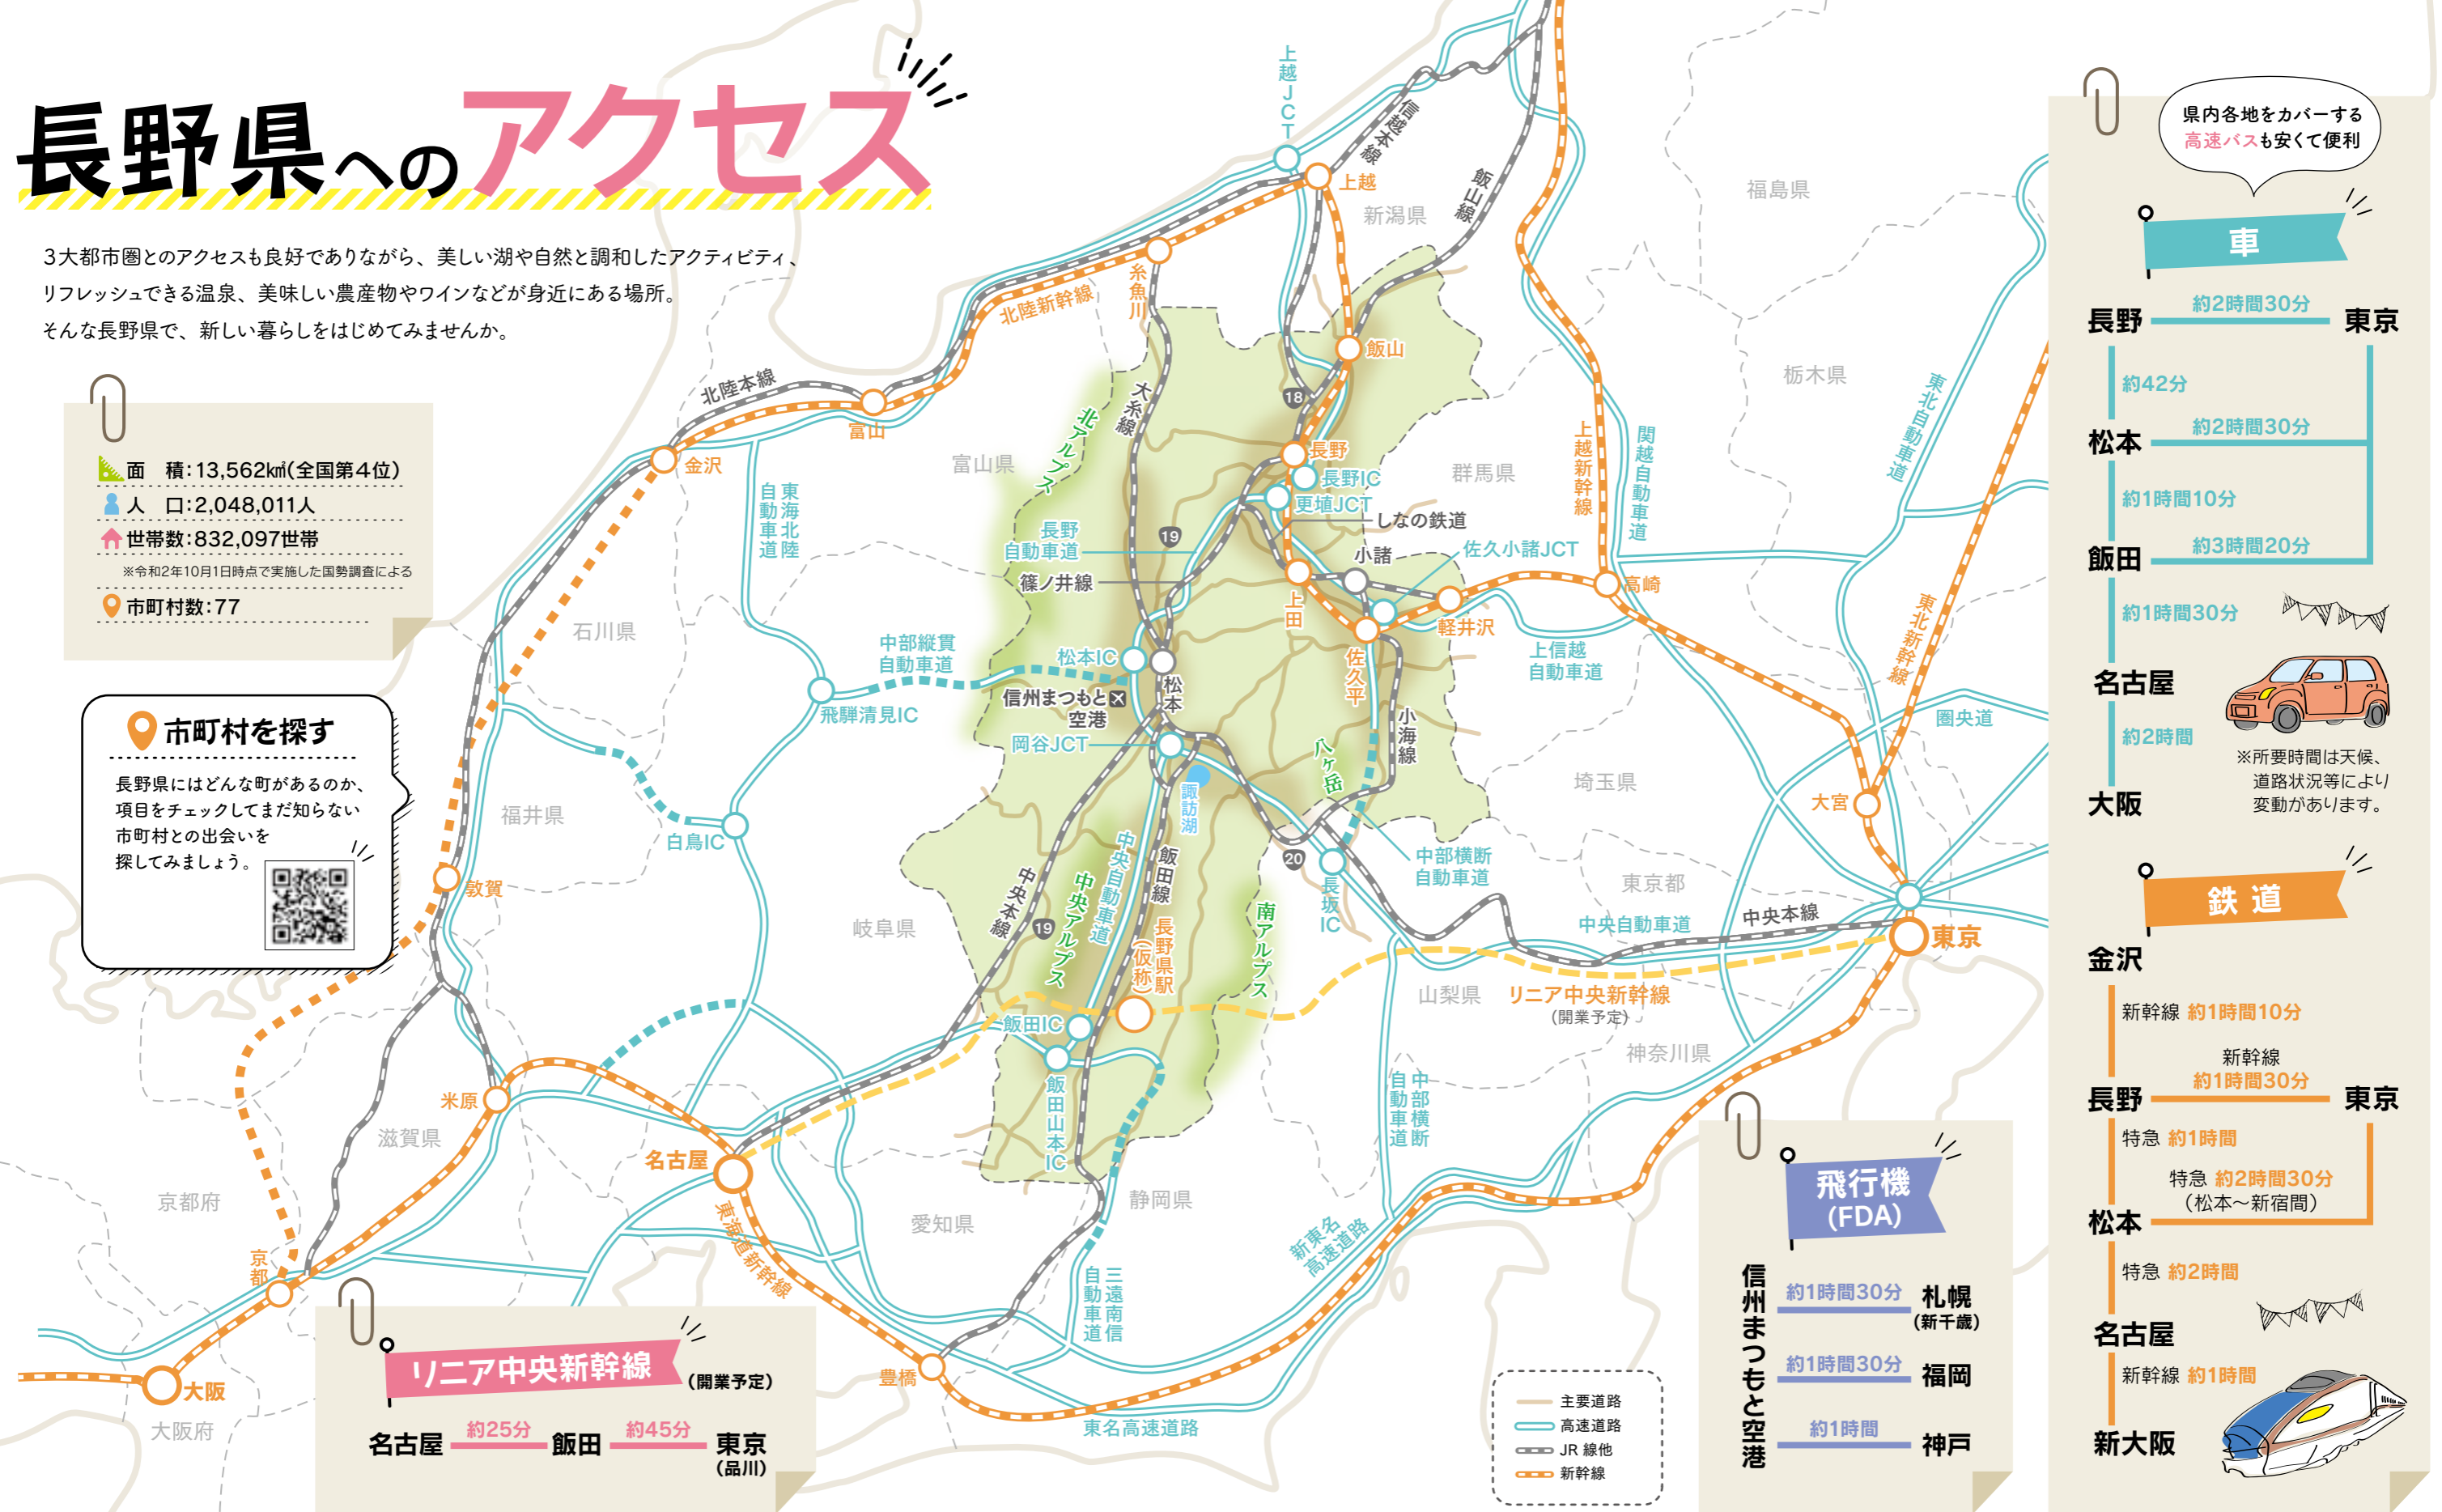 長野県へのアクセス
３大都市圏とのアクセスも良好でありながら、美しい湖や自然と調和したアクティビティ、
リフレッシュできる温泉、美味しい農産物やワインなどが身近にある場所。
そんな長野県で、新しい暮らしをはじめてみませんか。
面　積：13,562㎢（全国第４位）
人　口：2,048,011人
世帯数：832,097世帯
※令和2年10月1日時点で実施した国勢調査による
市町村数：77
市町村を探す
長野県にはどんな町があるのか、
項目をチェックしてまだ知らない
市町村との出会いを
探してみましょう。
上越JCT
信越本線
上越
新潟県
飯山線
福島県
糸魚川
北陸新幹線
飯山
栃木県
北陸本線
富山
金沢
大糸線
北アルプス
18
富山県
長野
長野IC
更埴JCT
しなの鉄道
群馬県
上越新幹線
関越自動車道
東北自動車道
東海北陸
自動車道
長野
自動車道
19
篠ノ井線
小諸
佐久小諸JCT
高崎
上田
軽井沢
佐久平
上信越
自動車道
東北新幹線
石川県
中部縦貫
自動車道
松本IC
松本
信州まつもと
空港
飛騨清見IC
岡谷JCT
諏訪湖
八ヶ岳
小海線
圏央道
埼玉県
大宮
福井県
白鳥IC
敦賀
岐阜県
中央本線
19
中央アルプス
中央自動車道
飯田線
長野県駅
（仮称）
南アルプス
20
長坂IC
中部横断
自動車道
東京都
中央自動車道
中央本線
東京
山梨県
リニア中央新幹線
（開業予定）
神奈川県
飯田IC
飯田山本IC
中部横断
自動車道
米原
滋賀県
名古屋
京都府
京都
大阪
大阪府
愛知県
静岡県
東海道新幹線
三遠南信
自動車道
新東名
高速道路
豊橋
東名高速道路
リニア中央新幹線
（開業予定）
名古屋 約25分 飯田 約45分 東京
（品川）
主要道路
高速道路
JR 線他
新幹線
飛行機
（FDA）
信州まつもと空港
約1時間30分 札幌
（新千歳）
約1時間30分 福岡
約1時間 神戸
県内各地をカバーする
高速バスも安くて便利
車
長野 約2時間30分 東京
約42分
松本 約2時間30分
約1時間10分
飯田 約3時間20分
約1時間30分
名古屋
約2時間
大阪
※所要時間は天候、
道路状況等により
変動があります。
鉄道
金沢
新幹線 約1時間10分
新幹線
長野 約1時間30分 東京
特急 約1時間
特急 約2時間30分
（松本～新宿間）
松本
特急 約2時間
名古屋
新幹線 約1時間
新大阪